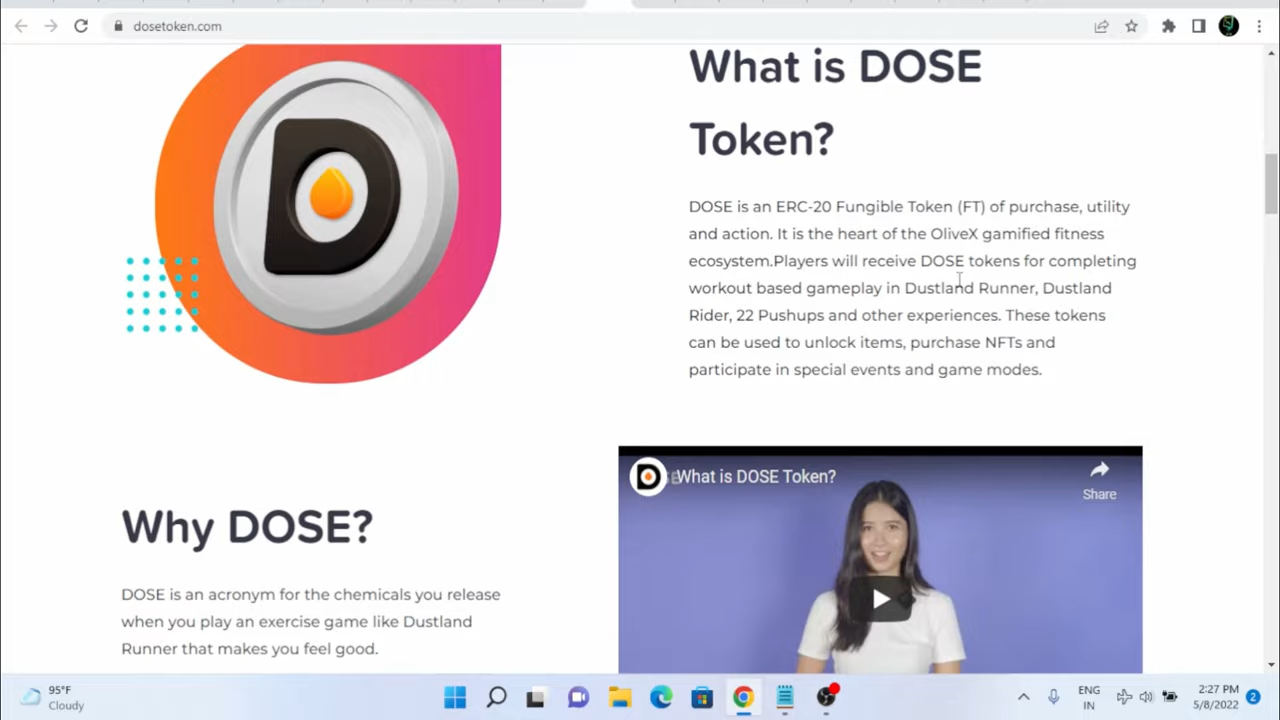 dosetoken.com
What is DOSE
Token?
DOSE is an ERC-20 Fungible Token (FT) of purchase, utility
and action. It is the heart of the OliveX gamified fitness
ecosystem.Players will receive DOSE tokens for completing
workout based gameplay in Dustland Runner, Dustland
Rider, 22 Pushups and other experiences. These tokens
can be used to unlock items, purchase NFTs and
participate in special events and game modes.
D
What is DOSE Token?
Share
Why DOSE?
DOSE is an acronym for the chemicals you release
when you play an exercise game like Dustland
Runner that makes you feel good.
95°F
Cloudy
ENG
IN
2:27 PM
5/8/2022
2